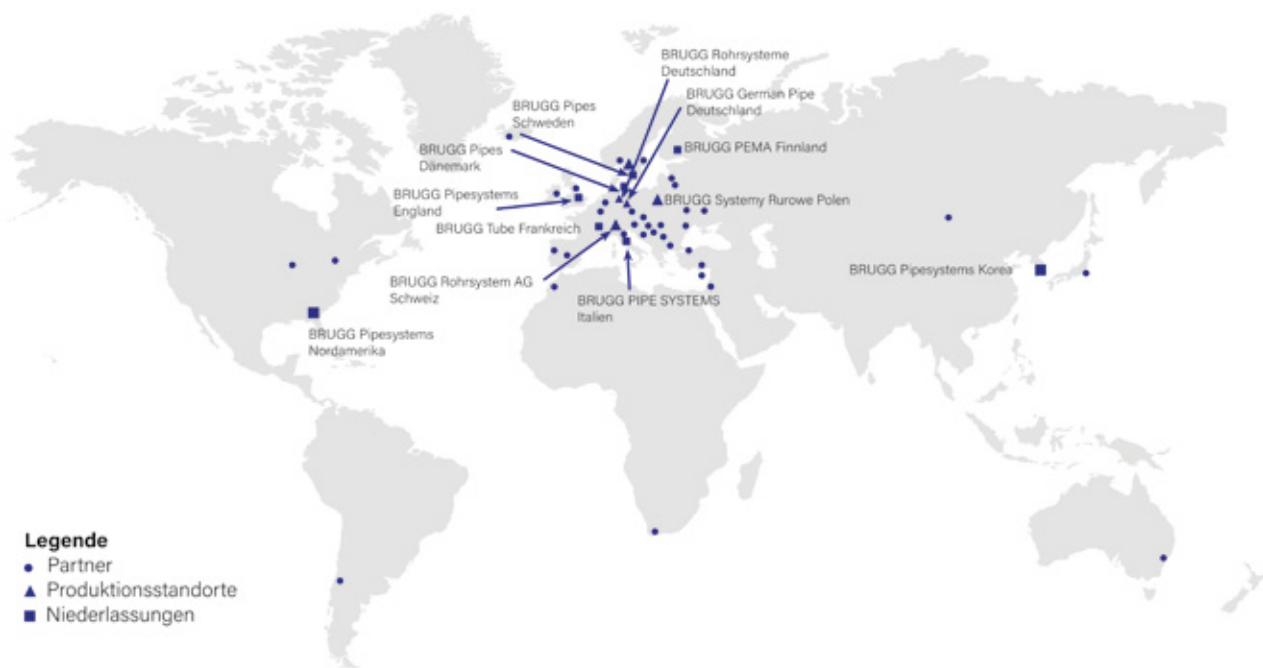 BRUGG Rohrsysteme
Deutschland
BRUGG German Pipe
Deutschland
BRUGG Pipes
Schweden
BRUGG Pipes
Dänemark
BRUGG PEMA Finnland
BRUGG Pipesystems
England
BRUGG Systemy Rurowe Polen
BRUGG Tube Frankreich
BRUGG Rohrsystem AG
Schweiz
BRUGG PIPE SYSTEMS
Italien
BRUGG Pipesystems Korea
BRUGG Pipesystems
Nordamerika
Legende
Partner
Produktionsstandorte
Niederlassungen